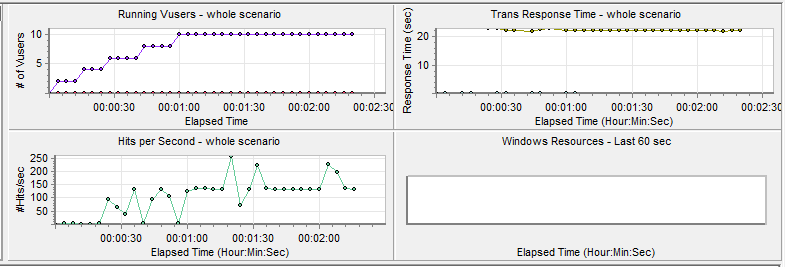 Running Vusers - whole scenario
# of Vusers
10
5
00:00:30 00:01:00 00:01:30 00:02:00 00:02:30
Elapsed Time
Trans Response Time - whole scenario
Response Time (sec)
20
10
00:00:30 00:01:00 00:01:30 00:02:00 00:02:30
Elapsed Time (Hour:Min:Sec)
Hits per Second - whole scenario
#Hits/sec
250
200
150
100
50
00:00:30 00:01:00 00:01:30 00:02:00
Elapsed Time (Hour:Min:Sec)
Windows Resources - Last 60 sec
Elapsed Time (Hour:Min:Sec)